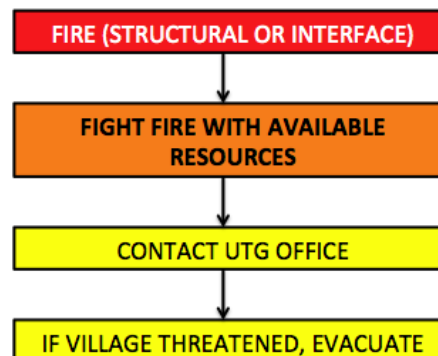 FIRE (STRUCTURAL OR INTERFACE)
FIGHT FIRE WITH AVAILABLE
RESOURCES
CONTACT UTG OFFICE
IF VILLAGE THREATENED, EVACUATE